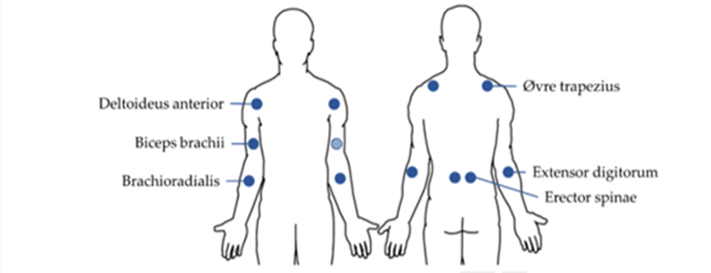 Deltoideus anterior
Øvre trapezius
Biceps brachii
Extensor digitorum
Brachioradialis
Erector spinae